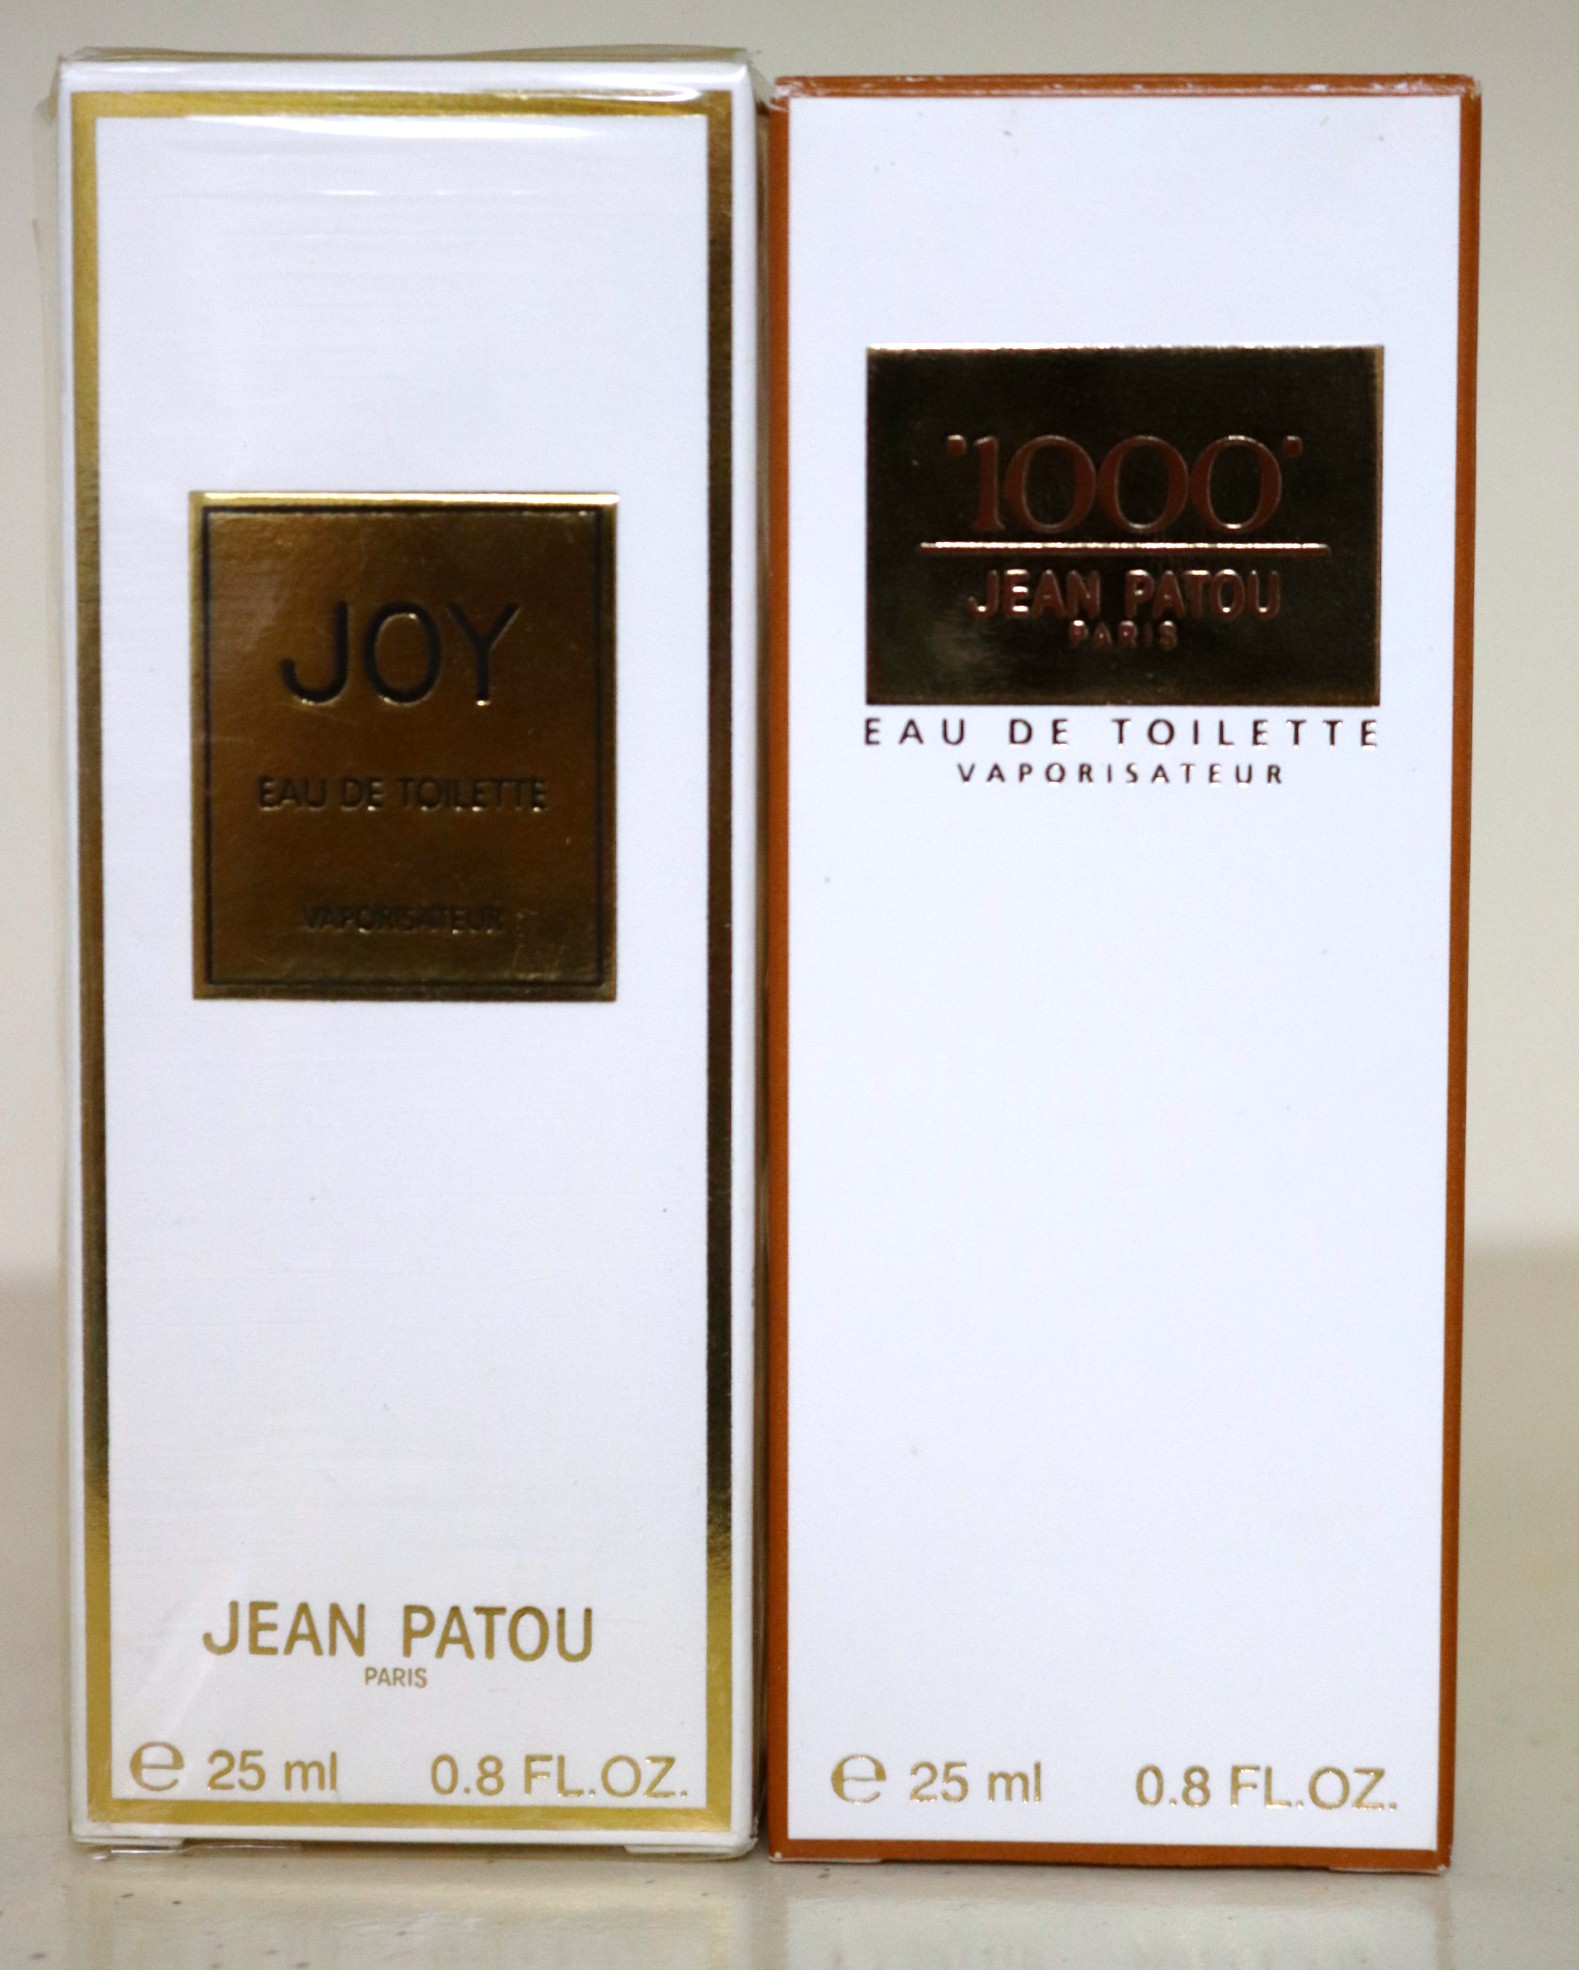 JOY
EAU DE TOILETTE
VAPORISATEUR
JEAN PATOU
PARIS
e 25 ml 0.8 FL.OZ.
'1000'
JEAN PATOU
PARIS
EAU DE TOILETTE
VAPORISATEUR
e 25 ml 0.8 FL.OZ.